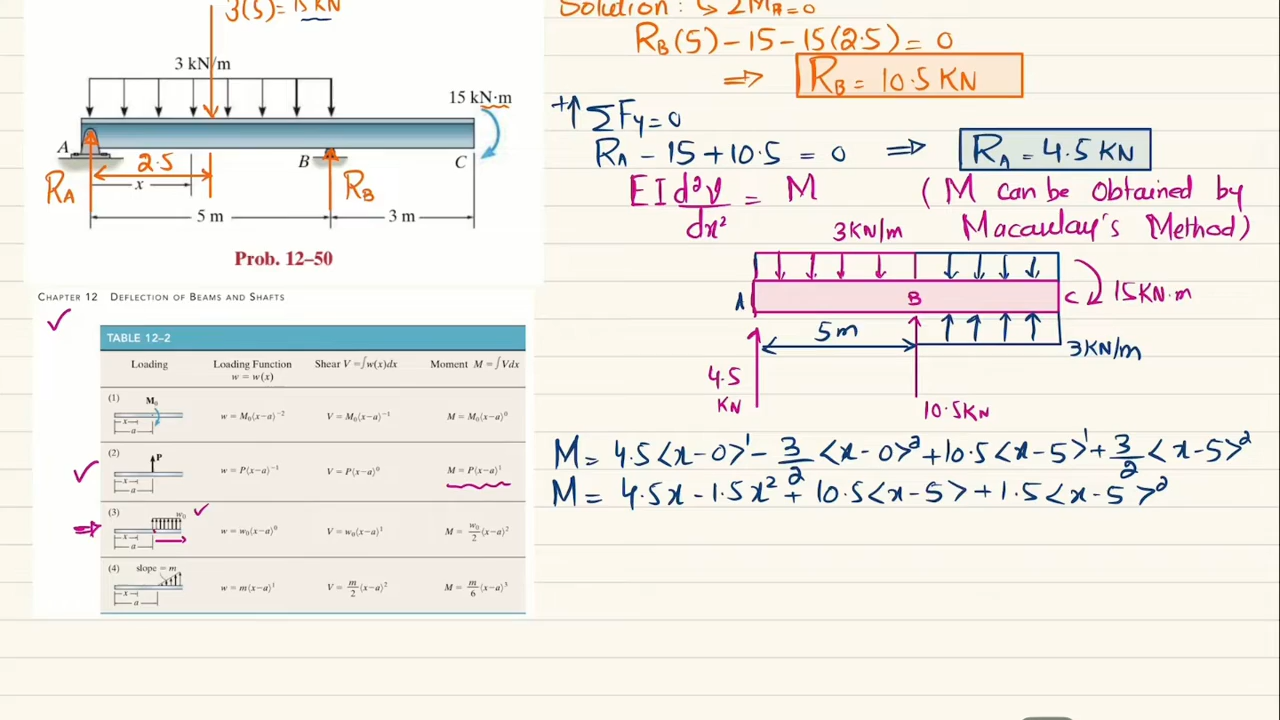 3(5) = 15 KN
3 kN/m
15 kN·m
A
2.5
B
C
RA
x
RB
5 m
3 m
Prob. 12–50
CHAPTER 12 DEFLECTION OF BEAMS AND SHAFTS
TABLE 12–2
Loading
Loading Function w = w(x)
Shear V = ∫w(x)dx
Moment M = ∫Vdx
(1)
M₀
x
a
w = M₀⟨x−a⟩⁻²
V = M₀⟨x−a⟩⁻¹
M = M₀⟨x−a⟩⁰
(2)
P
x
a
w = P⟨x−a⟩⁻¹
V = P⟨x−a⟩⁰
M = P⟨x−a⟩¹
(3)
w₀
x
a
w = w₀⟨x−a⟩⁰
V = w₀⟨x−a⟩¹
M = w₀/2⟨x−a⟩²
(4)
slope = m
x
a
w = m⟨x−a⟩¹
V = m/2⟨x−a⟩²
M = m/6⟨x−a⟩³
Solution : ↳ ΣMA=0
RB(5) − 15 − 15(2.5) = 0
⇒ RB = 10.5 KN
+↑ ΣFy = 0
RA − 15 + 10.5 = 0 ⇒ RA = 4.5 KN
EI d²v/dx² = M (M can be obtained by
Macaulay's Method)
3KN/m
A
B
C
15KN·m
5m
3KN/m
4.5
KN
10.5KN
M = 4.5<x-0>¹ - 3/2 <x-0>² + 10.5<x-5>¹ + 3/2 <x-5>²
M = 4.5x - 1.5x² + 10.5<x-5> + 1.5<x-5>²